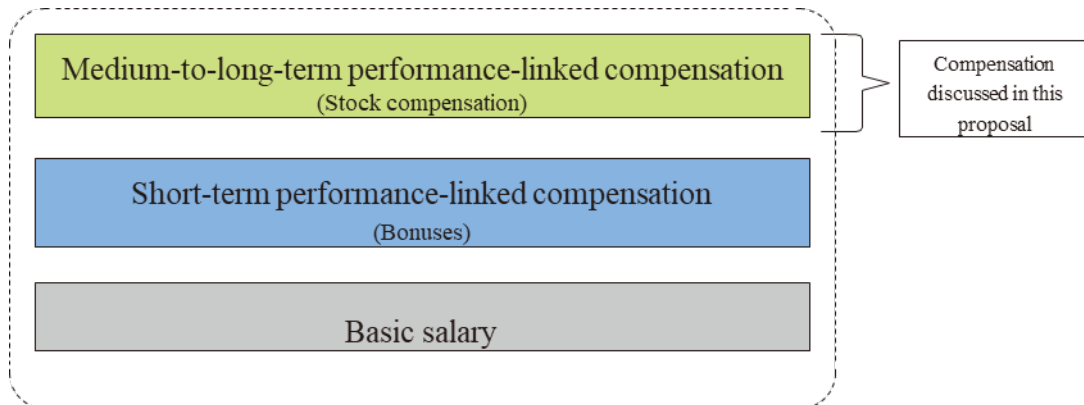 Medium-to-long-term performance-linked compensation
(Stock compensation)
Compensation
discussed in this
proposal
Short-term performance-linked compensation
(Bonuses)
Basic salary